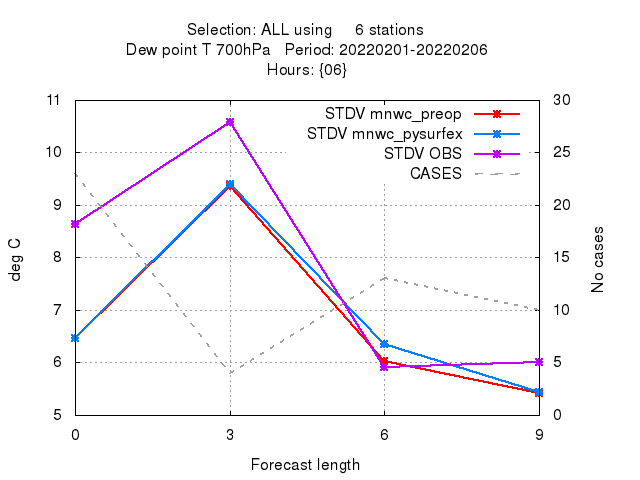 Selection: ALL using     6 stations
Dew point T 700hPa   Period: 20220201-20220206
Hours: {06}
11
10
9
8
7
6
5
30
25
20
15
10
5
0
STDV mnwc_preop
STDV mnwc_pysurfex
STDV OBS
CASES
deg C
No cases
0 3 6 9
Forecast length